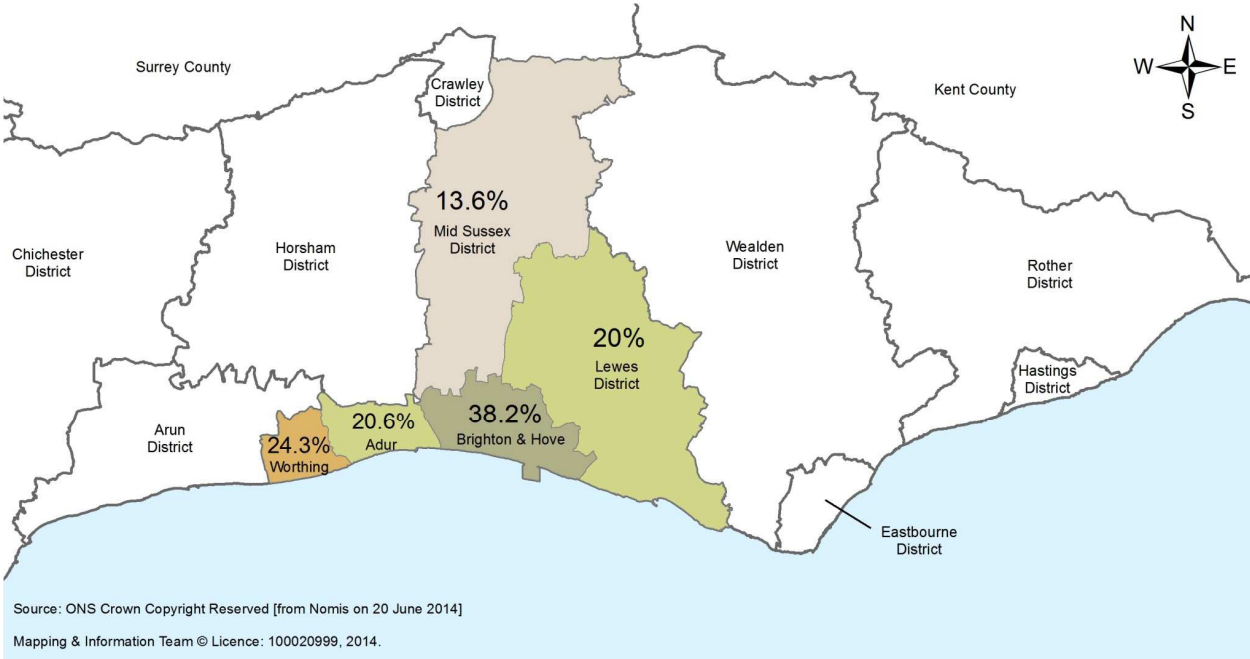 N
W E
S
Surrey County
Crawley
District
Kent County
13.6%
Mid Sussex
District
Chichester
District
Horsham
District
Wealden
District
Rother
District
20%
Lewes
District
Hastings
District
Arun
District
24.3%
Worthing
20.6%
Adur
38.2%
Brighton & Hove
Eastbourne
District
Source: ONS Crown Copyright Reserved [from Nomis on 20 June 2014]
Mapping & Information Team © Licence: 100020999, 2014.